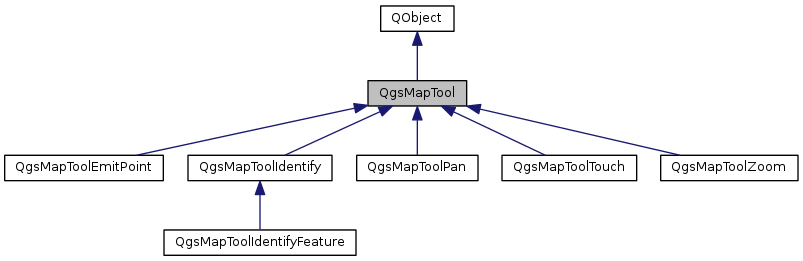 QObject
QgsMapTool
QgsMapToolEmitPoint
QgsMapToolIdentify
QgsMapToolPan
QgsMapToolTouch
QgsMapToolZoom
QgsMapToolIdentifyFeature